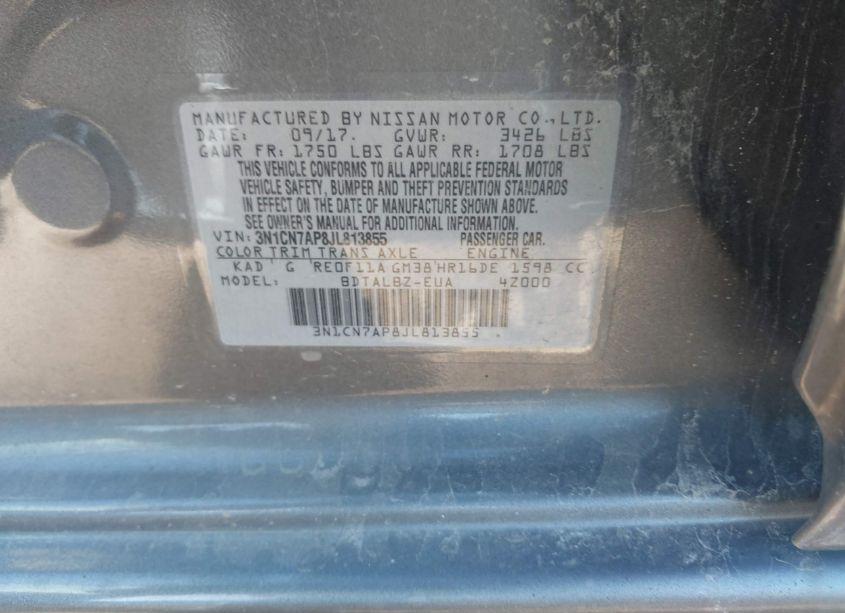 MANUFACTURED BY NISSAN MOTOR CO.,LTD.
DATE: 09/17. GVWR: 3426 LBS
GAWR FR: 1750 LBS GAWR RR: 1708 LBS
THIS VEHICLE CONFORMS TO ALL APPLICABLE FEDERAL MOTOR
VEHICLE SAFETY, BUMPER AND THEFT PREVENTION STANDARDS
IN EFFECT ON THE DATE OF MANUFACTURE SHOWN ABOVE.
SEE OWNER'S MANUAL FOR ADDITIONAL INFORMATION.
VIN: 3N1CN7AP8JL813855 PASSENGER CAR.
COLOR TRIM TRANS AXLE ENGINE
KAD G RE0F11A GM38 HR16DE 1598 CC
MODEL: BDTALBZ-EUA 4Z000
3N1CN7AP8JL813855